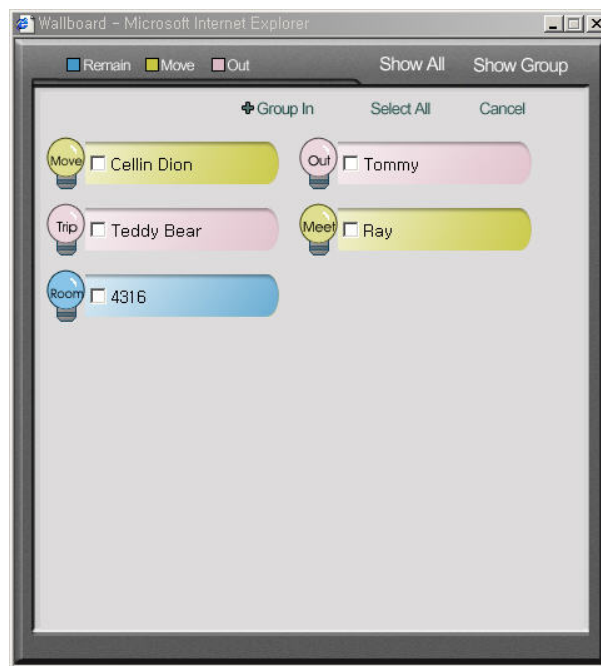 Wallboard - Microsoft Internet Explorer
Remain Move Out Show All Show Group
Group In Select All Cancel
Move Cellin Dion Out Tommy
Trip Teddy Bear Meet Ray
Room 4316